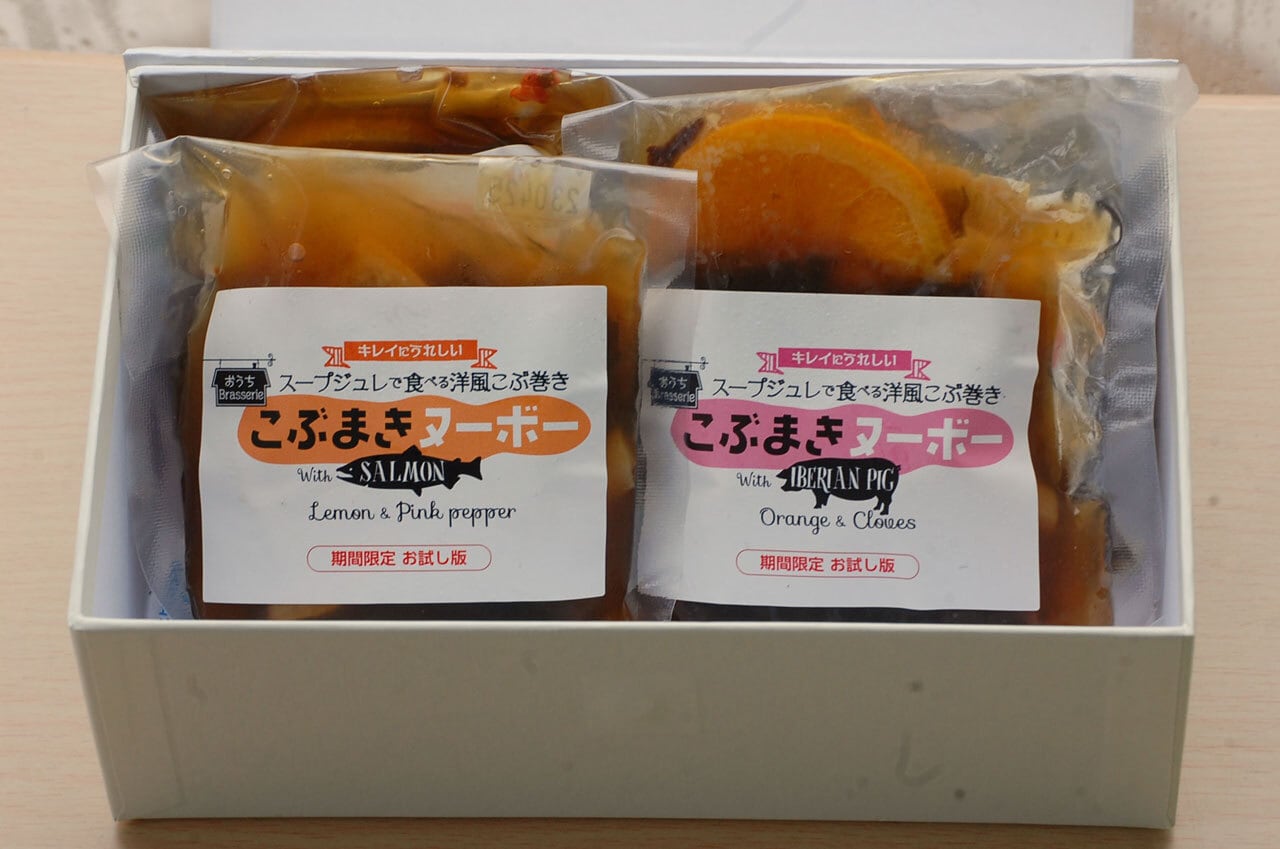 230425
キレイにうれしい
おうち
Brasserie
スープジュレで食べる洋風こぶ巻き
こぶまきヌーボー
With SALMON
Lemon & Pink pepper
期間限定 お試し版
キレイにうれしい
おうち
Brasserie
スープジュレで食べる洋風こぶ巻き
こぶまきヌーボー
With IBERIAN PIG
Orange & Cloves
期間限定 お試し版